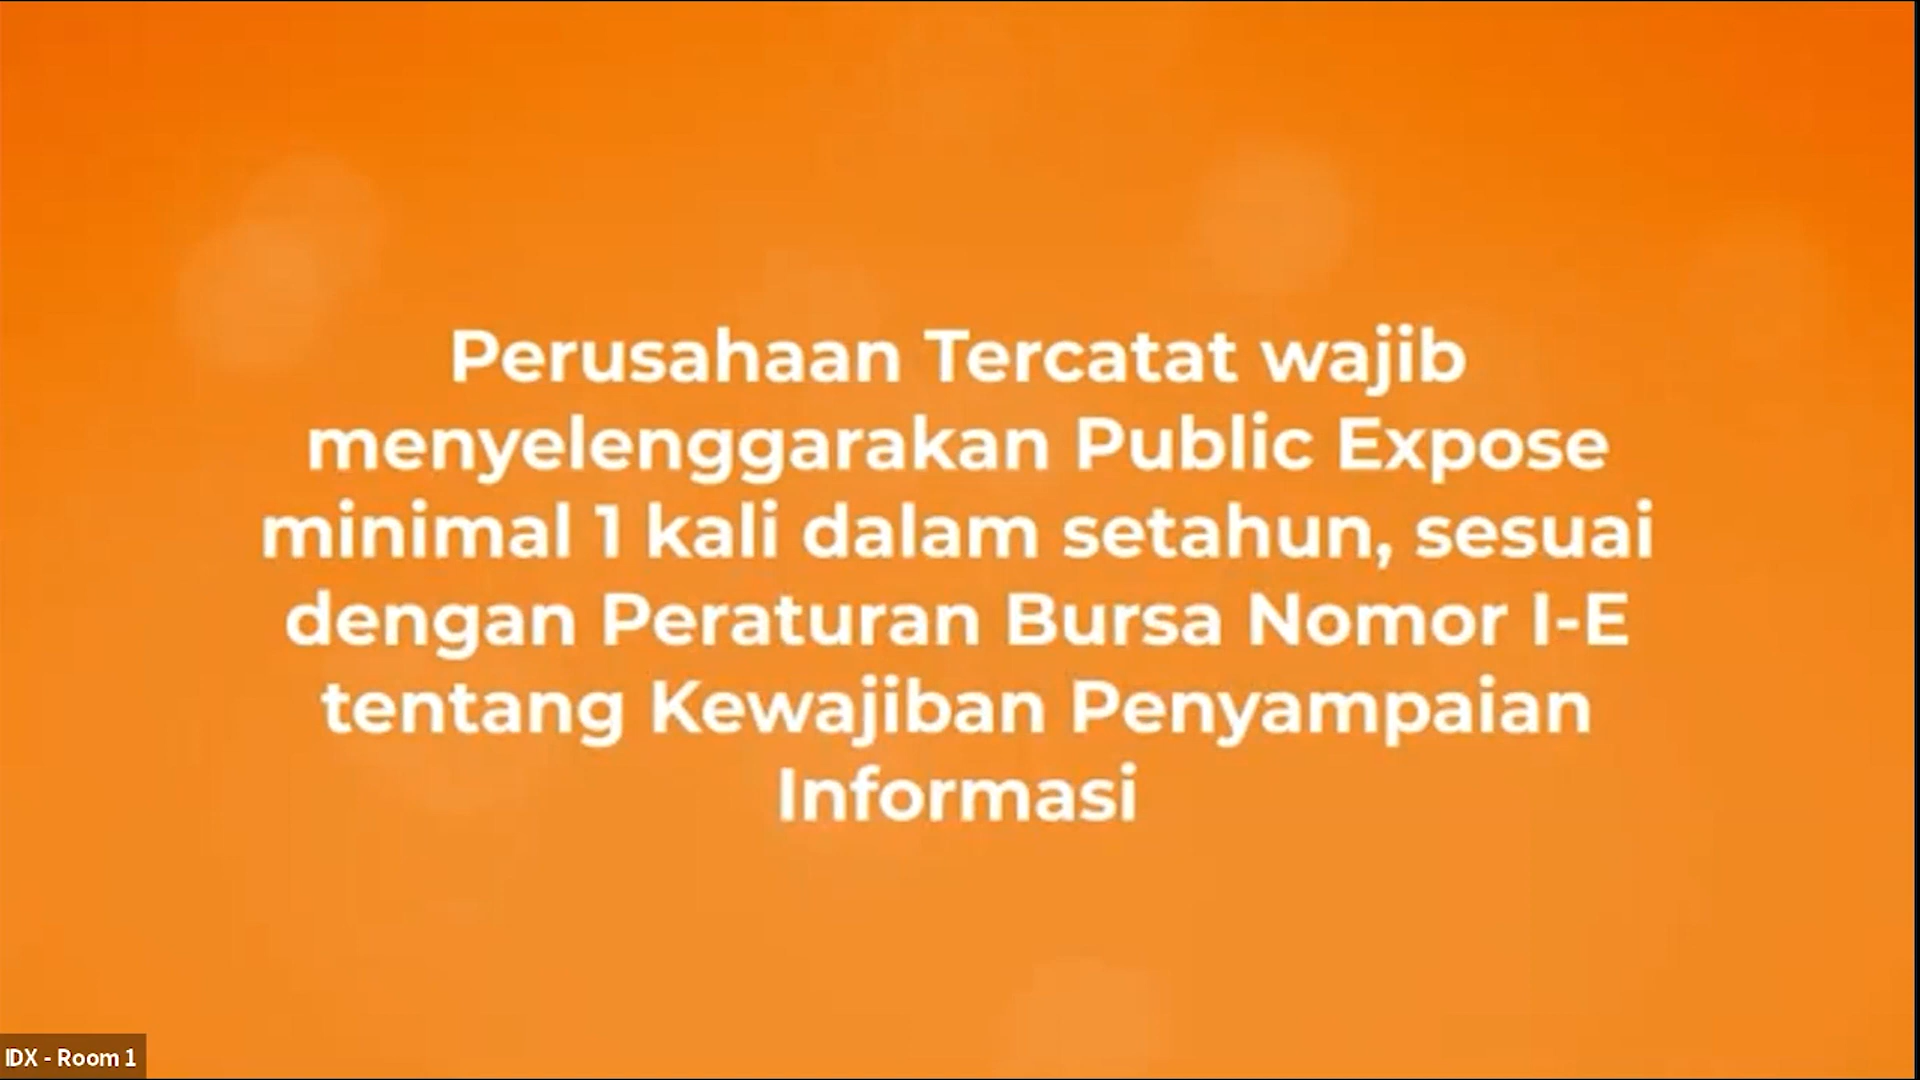 Perusahaan Tercatat wajib
menyelenggarakan Public Expose
minimal 1 kali dalam setahun, sesuai
dengan Peraturan Bursa Nomor I-E
tentang Kewajiban Penyampaian
Informasi
IDX - Room 1